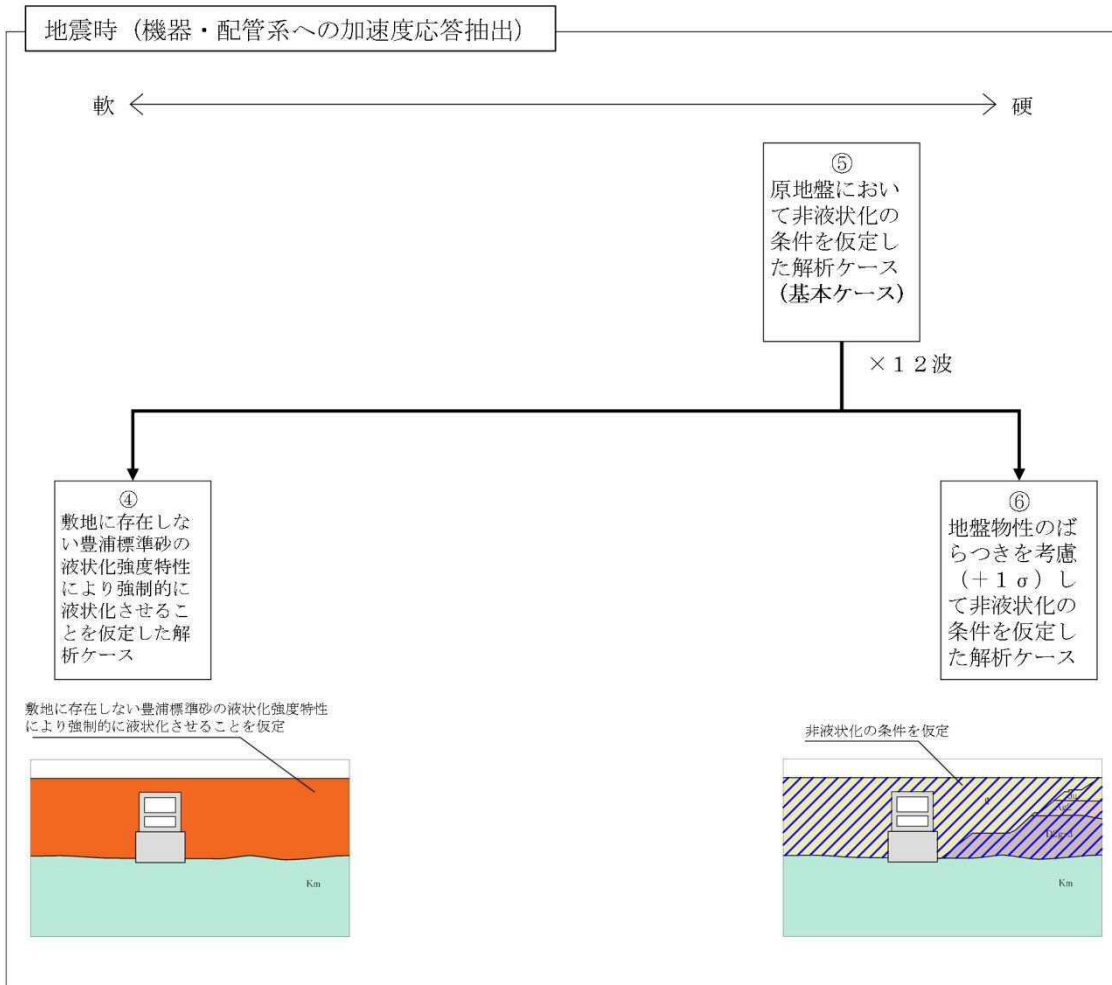 地震時（機器・配管系への加速度応答抽出）
軟
硬
⑤
原地盤におい
て非液状化の
条件を仮定し
た解析ケース
（基本ケース）
×１２波
④
敷地に存在しな
い豊浦標準砂の
液状化強度特性
により強制的に
液状化させるこ
とを仮定した解
析ケース
⑥
地盤物性のば
らつきを考慮
（＋１σ）し
て非液状化の
条件を仮定し
た解析ケース
敷地に存在しない豊浦標準砂の液状化強度特性
により強制的に液状化させることを仮定
非液状化の条件を仮定
Km
Km